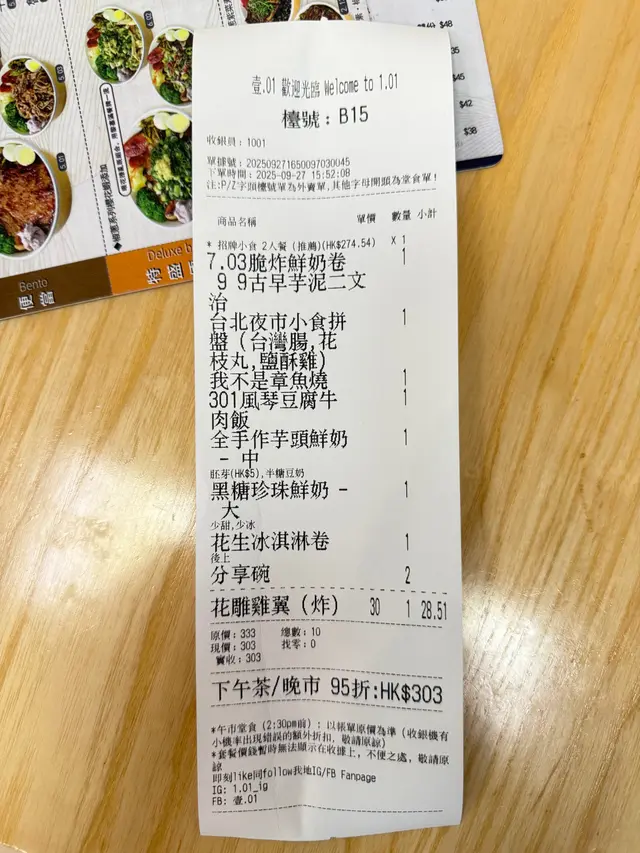 壹.01 歡迎光臨 Welcome to 1.01
檯號：B15
收銀員：1001
單據號：202509271650097030045
下單時間：2025-09-27 15:52:08
注:P/Z字頭檯號單為外賣單,其他字母開頭為堂食單!
商品名稱 單價 數量 小計
* 招牌小食 2人餐 (推薦)(HK$274.54) X 1
7.03脆炸鮮奶卷 1
9 9古早芋泥二文
治
台北夜市小食拼 1
盤（台灣腸,花
枝丸,鹽酥雞）
我不是章魚燒 1
301風琴豆腐牛 1
肉飯
全手作芋頭鮮奶 1
- 中
胚芽(HK$5),半糖豆奶
黑糖珍珠鮮奶 - 1
大
少甜,少冰
花生冰淇淋卷 1
後上
分享碗 2
花雕雞翼（炸） 30 1 28.51
原價：333 總數：10
現價：303 找零：0
實收：303
下午茶/晚市 95折:HK$303
*午市堂食 (2:30pm前)：以帳單原價為準 (收銀機有
小機率出現錯誤的額外折扣, 敬請原諒)
*套餐價錢暫時無法顯示在收據上, 不便之處, 敬請原
諒
即刻like同follow我地IG/FB Fanpage
IG: 1.01_ig
FB: 壹.01
Bento
便當
Deluxe b
特盛
5.03
5.01
$48
$45
$42
$38